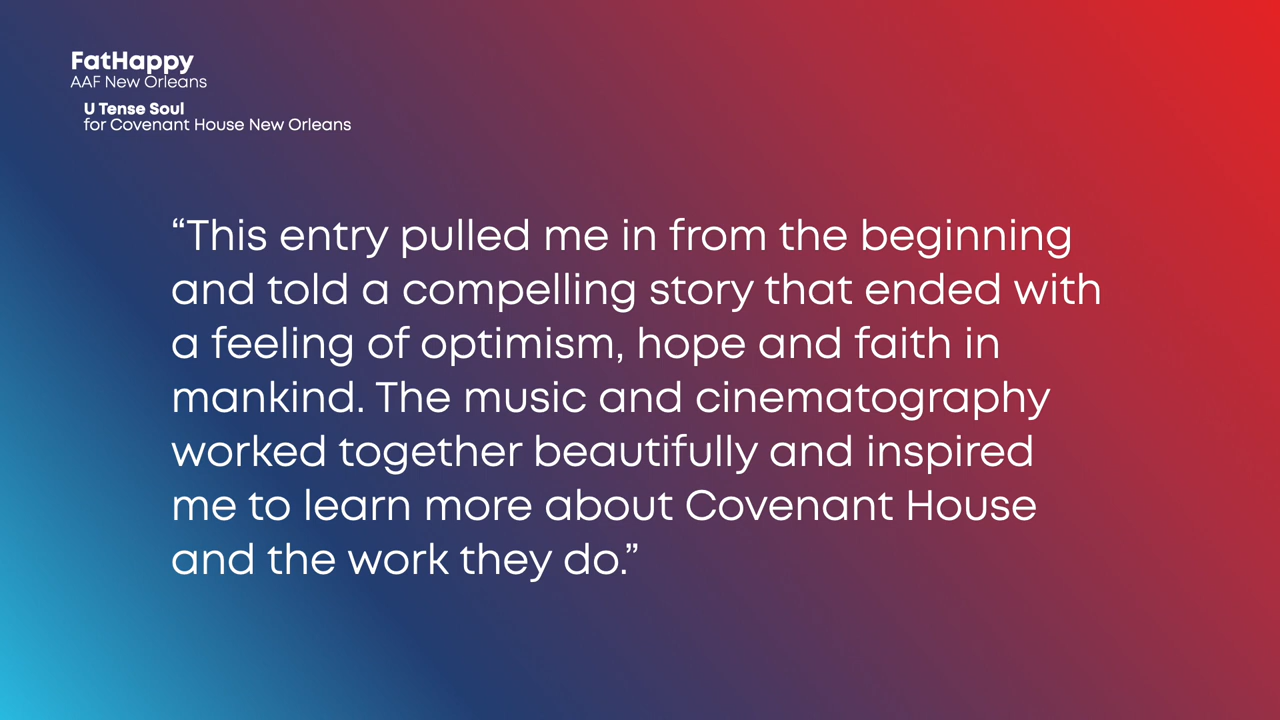 FatHappy
AAF New Orleans
U Tense Soul
for Covenant House New Orleans
“This entry pulled me in from the beginning
and told a compelling story that ended with
a feeling of optimism, hope and faith in
mankind. The music and cinematography
worked together beautifully and inspired
me to learn more about Covenant House
and the work they do.”